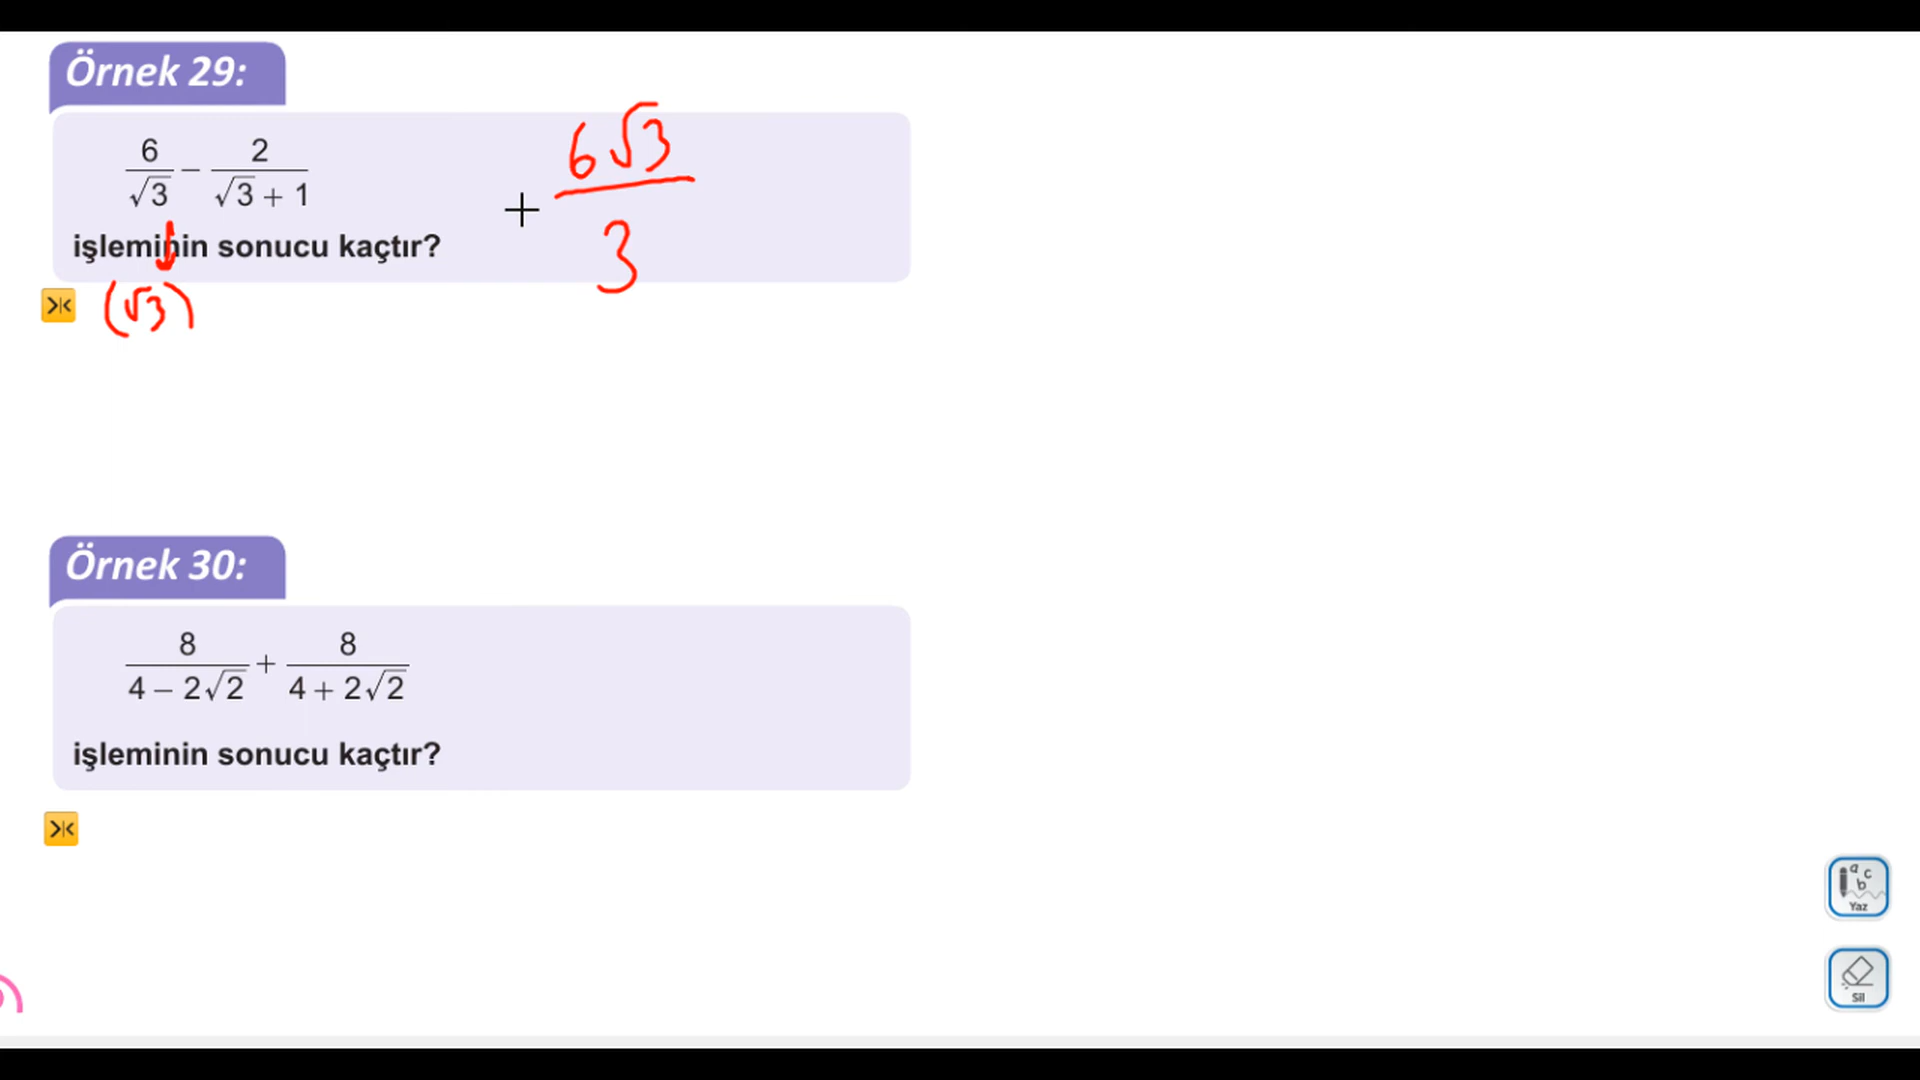 Örnek 29:
6/√3 − 2/(√3 + 1)
6√3/3
işleminin sonucu kaçtır?
(√3)
Örnek 30:
8/(4 − 2√2) + 8/(4 + 2√2)
işleminin sonucu kaçtır?
a b c
Yaz
Sil